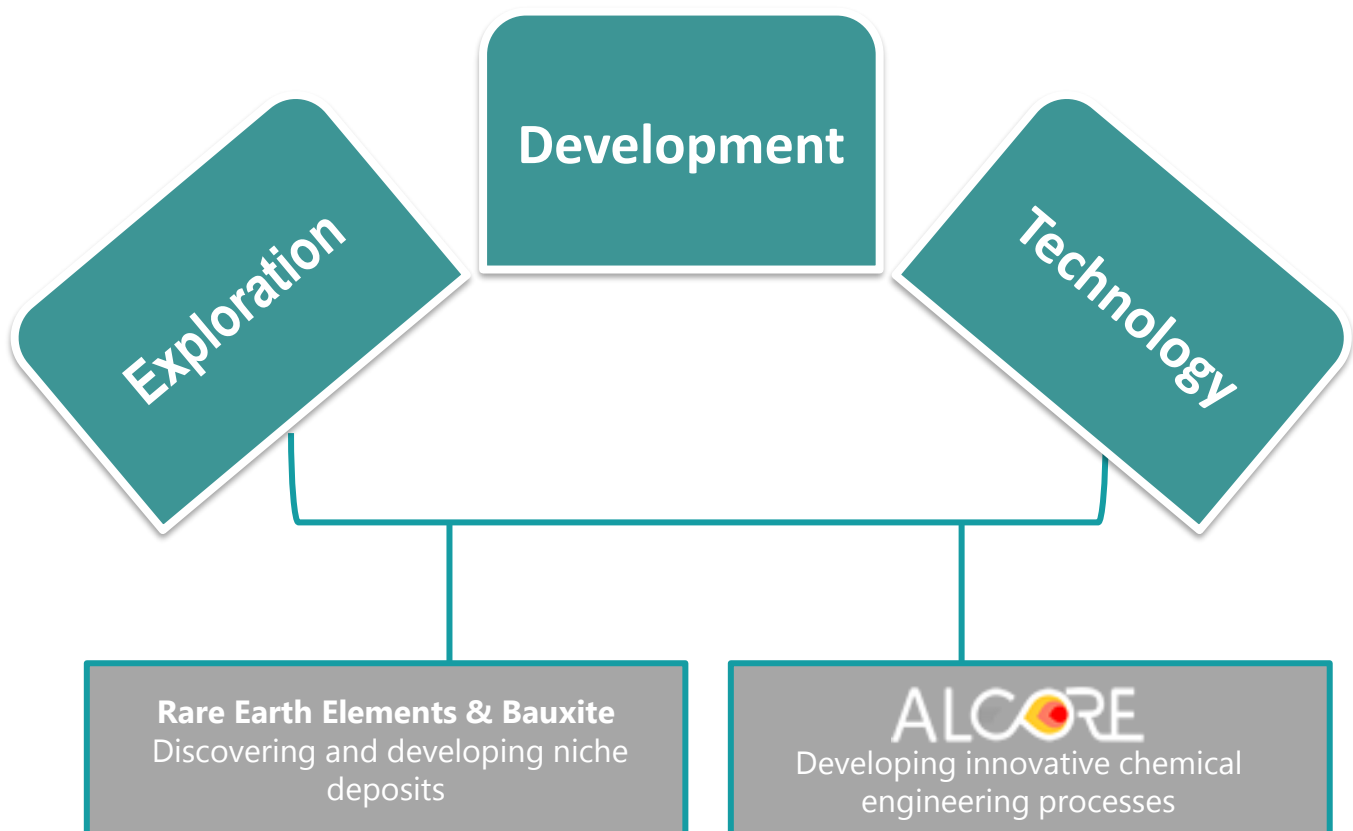 Development
Exploration
Technology
Rare Earth Elements & Bauxite
Discovering and developing niche
deposits
ALCORE
Developing innovative chemical
engineering processes